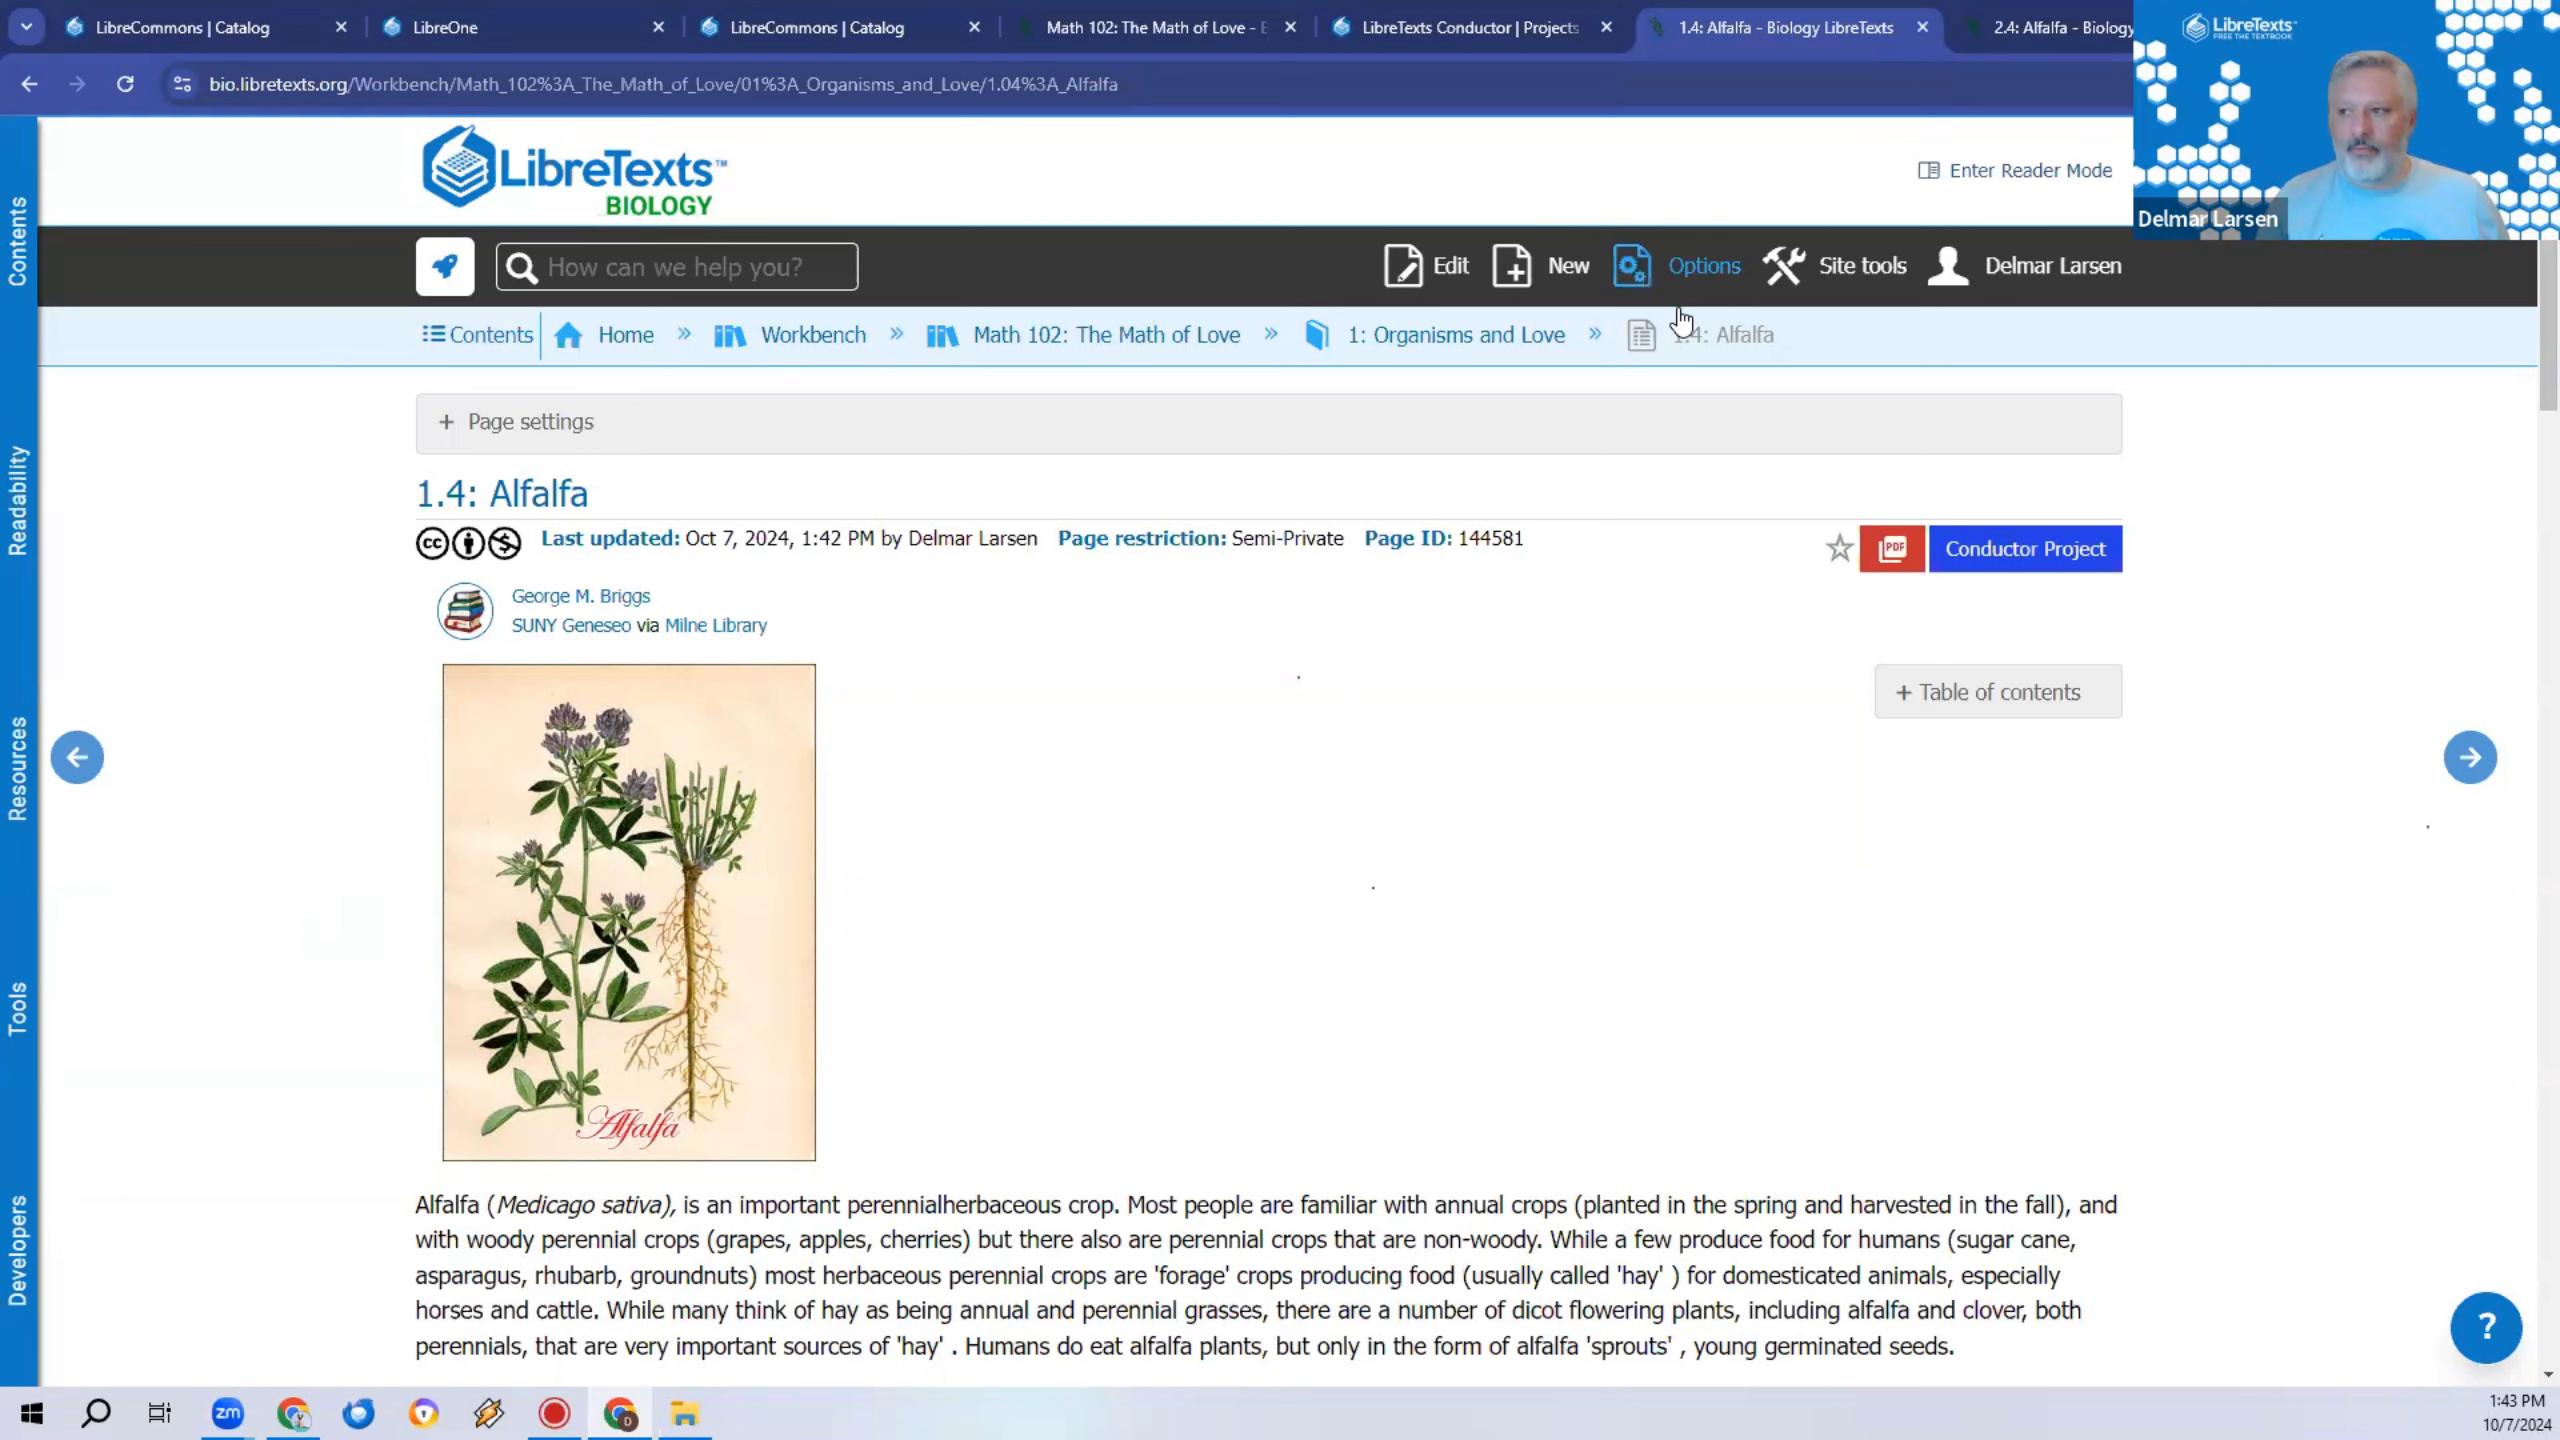 LibreCommons | Catalog
LibreOne
LibreCommons | Catalog
Math 102: The Math of Love -
LibreTexts Conductor | Projects
1.4: Alfalfa - Biology LibreTexts
2.4: Alfalfa - Biology
bio.libretexts.org/Workbench/Math_102%3A_The_Math_of_Love/01%3A_Organisms_and_Love/1.04%3A_Alfalfa
LibreTexts
FREE THE TEXTBOOK
Delmar Larsen
LibreTexts™
BIOLOGY
Enter Reader Mode
How can we help you?
Edit
New
Options
Site tools
Delmar Larsen
Contents
Home » Workbench » Math 102: The Math of Love » 1: Organisms and Love » 1.4: Alfalfa
+ Page settings
1.4: Alfalfa
cc
Last updated: Oct 7, 2024, 1:42 PM by Delmar Larsen Page restriction: Semi-Private Page ID: 144581
PDF
Conductor Project
George M. Briggs
SUNY Geneseo via Milne Library
+ Table of contents
Alfalfa
Alfalfa (Medicago sativa), is an important perennialherbaceous crop. Most people are familiar with annual crops (planted in the spring and harvested in the fall), and
with woody perennial crops (grapes, apples, cherries) but there also are perennial crops that are non-woody. While a few produce food for humans (sugar cane,
asparagus, rhubarb, groundnuts) most herbaceous perennial crops are 'forage' crops producing food (usually called 'hay' ) for domesticated animals, especially
horses and cattle. While many think of hay as being annual and perennial grasses, there are a number of dicot flowering plants, including alfalfa and clover, both
perennials, that are very important sources of 'hay' . Humans do eat alfalfa plants, but only in the form of alfalfa 'sprouts' , young germinated seeds.
Contents
Readability
Resources
Tools
Developers
?
zm
D
1:43 PM
10/7/2024